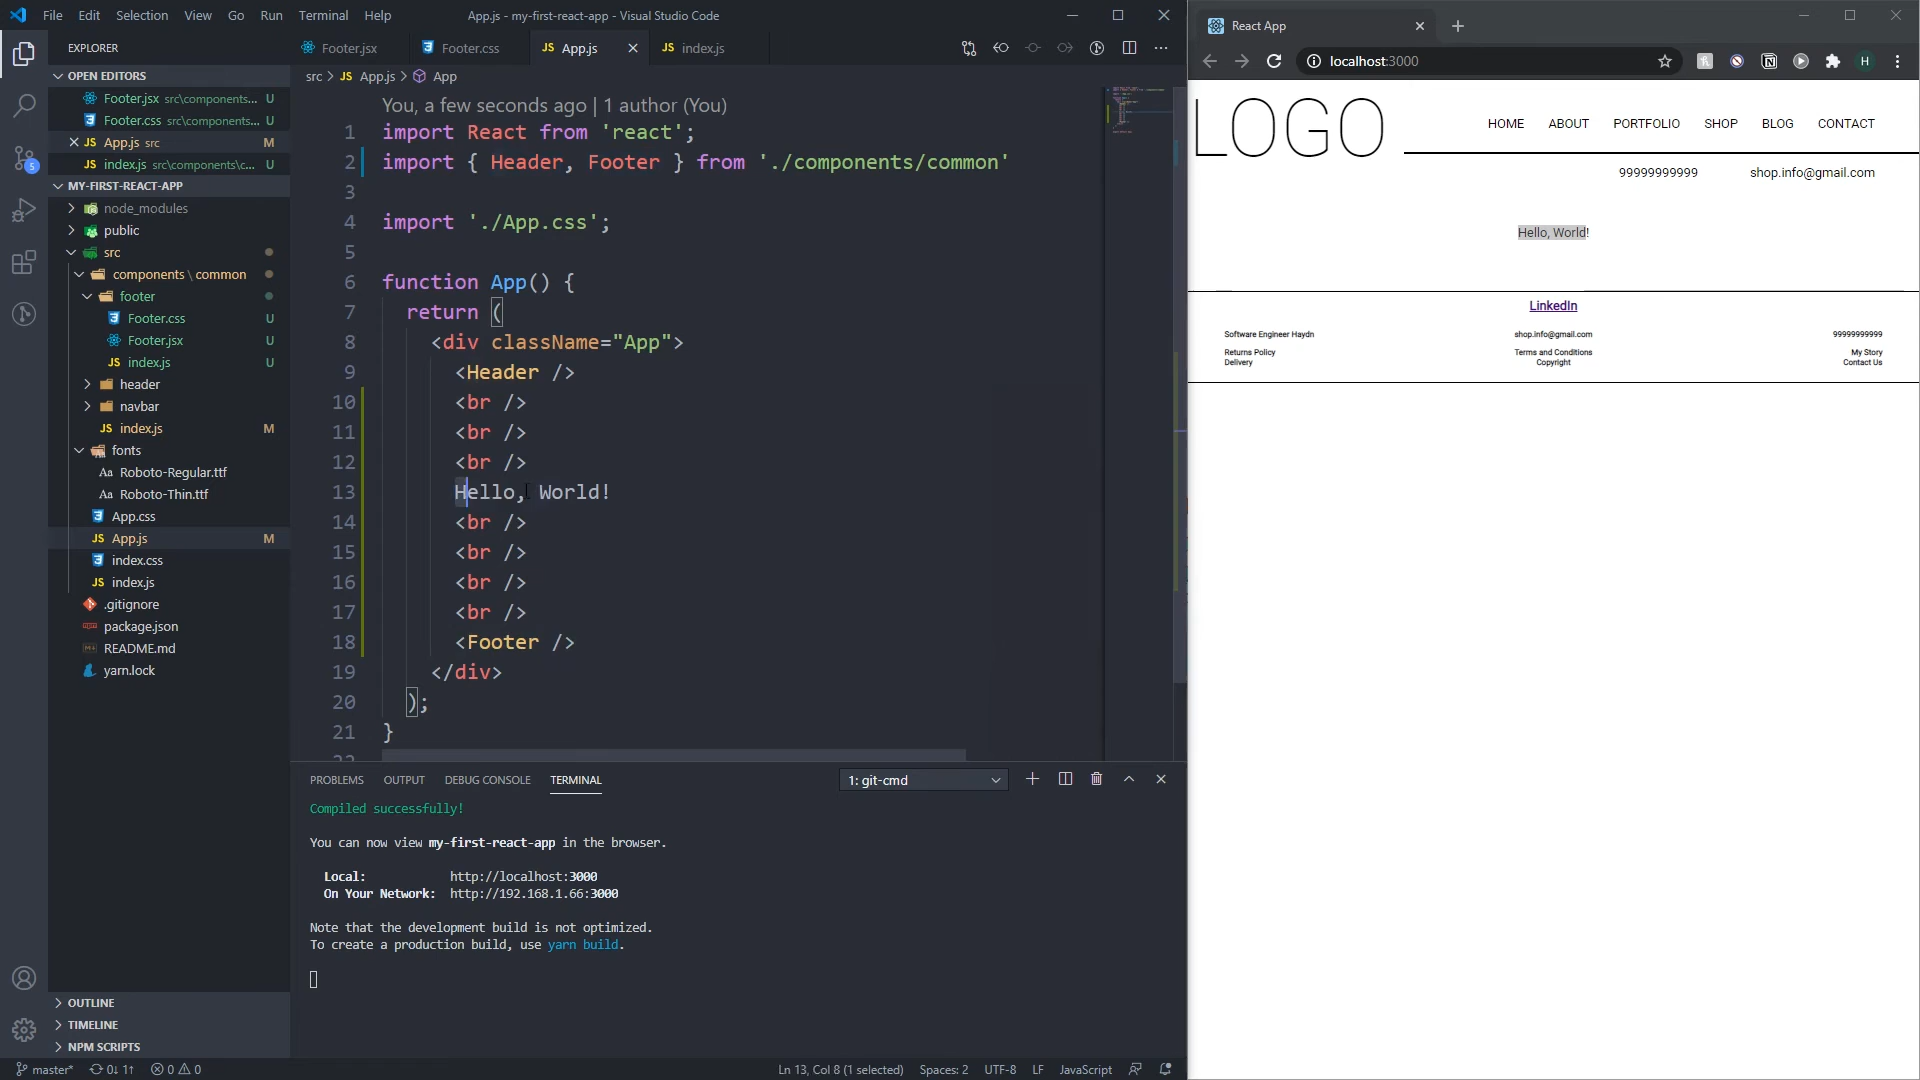 File Edit Selection View Go Run Terminal Help
App.js - my-first-react-app - Visual Studio Code
EXPLORER
OPEN EDITORS
Footer.jsx src\components... U
Footer.css src\components... U
App.js src M
index.js src\components\c... U
MY-FIRST-REACT-APP
node_modules
public
src
components \ common
footer
Footer.css U
Footer.jsx U
index.js U
header
navbar
index.js M
fonts
Aa Roboto-Regular.ttf
Aa Roboto-Thin.ttf
App.css
JS App.js M
index.css
JS index.js
.gitignore
package.json
README.md
yarn.lock
OUTLINE
TIMELINE
NPM SCRIPTS
5
Footer.jsx Footer.css JS App.js JS index.js
src > JS App.js > App
You, a few seconds ago | 1 author (You)
1 import React from 'react';
2 import { Header, Footer } from './components/common'
3
4 import './App.css';
5
6 function App() {
7 return (
8 <div className="App">
9 <Header />
10 <br />
11 <br />
12 <br />
13 Hello, World!
14 <br />
15 <br />
16 <br />
17 <br />
18 <Footer />
19 </div>
20 );
21 }
22
PROBLEMS OUTPUT DEBUG CONSOLE TERMINAL
1: git-cmd
Compiled successfully!
You can now view my-first-react-app in the browser.
Local: http://localhost:3000
On Your Network: http://192.168.1.66:3000
Note that the development build is not optimized.
To create a production build, use yarn build.
master* 0↓ 1↑ 0 0
Ln 13, Col 8 (1 selected) Spaces: 2 UTF-8 LF JavaScript
React App
localhost:3000
H
LOGO
HOME ABOUT PORTFOLIO SHOP BLOG CONTACT
99999999999 shop.info@gmail.com
Hello, World!
LinkedIn
Software Engineer Haydn shop.info@gmail.com 99999999999
Returns Policy Terms and Conditions My Story
Delivery Copyright Contact Us